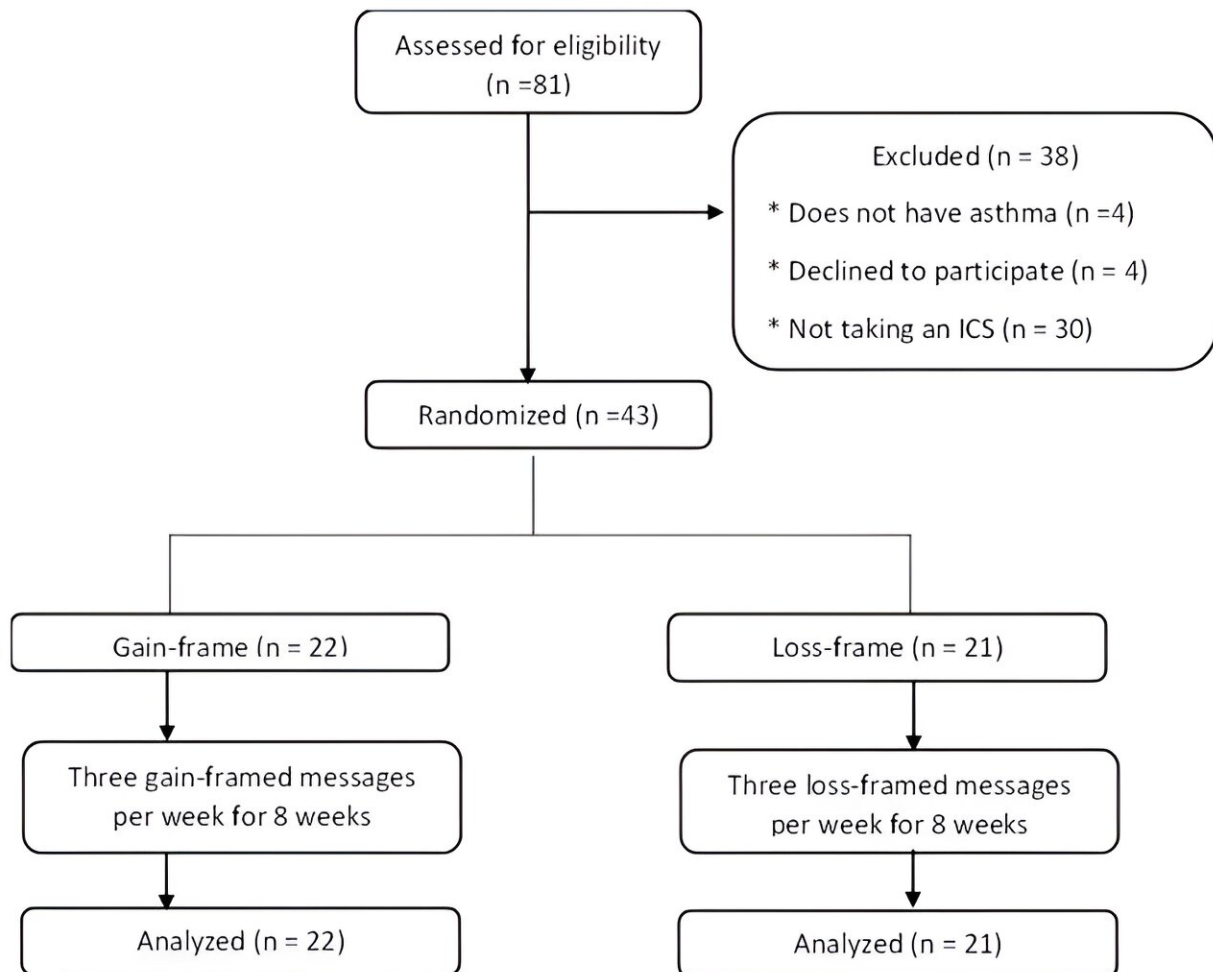 Assessed for eligibility
(n =81)
Excluded (n = 38)
* Does not have asthma (n =4)
* Declined to participate (n = 4)
* Not taking an ICS (n = 30)
Randomized (n =43)
Gain-frame (n = 22)
Loss-frame (n = 21)
Three gain-framed messages
per week for 8 weeks
Three loss-framed messages
per week for 8 weeks
Analyzed (n = 22)
Analyzed (n = 21)